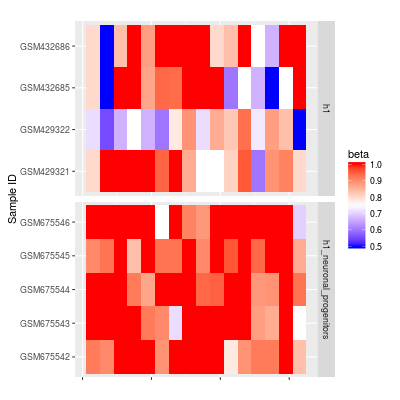 GSM432686
GSM432685
GSM429322
GSM429321
h1
GSM675546
GSM675545
GSM675544
GSM675543
GSM675542
h1_neuronal_progenitors
Sample ID
beta
1.0
0.9
0.8
0.7
0.6
0.5